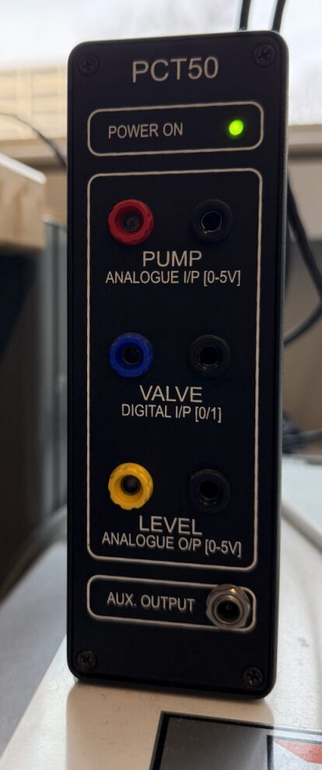 PCT50
POWER ON
PUMP
ANALOGUE I/P [0-5V]
VALVE
DIGITAL I/P [0/1]
LEVEL
ANALOGUE O/P [0-5V]
AUX. OUTPUT